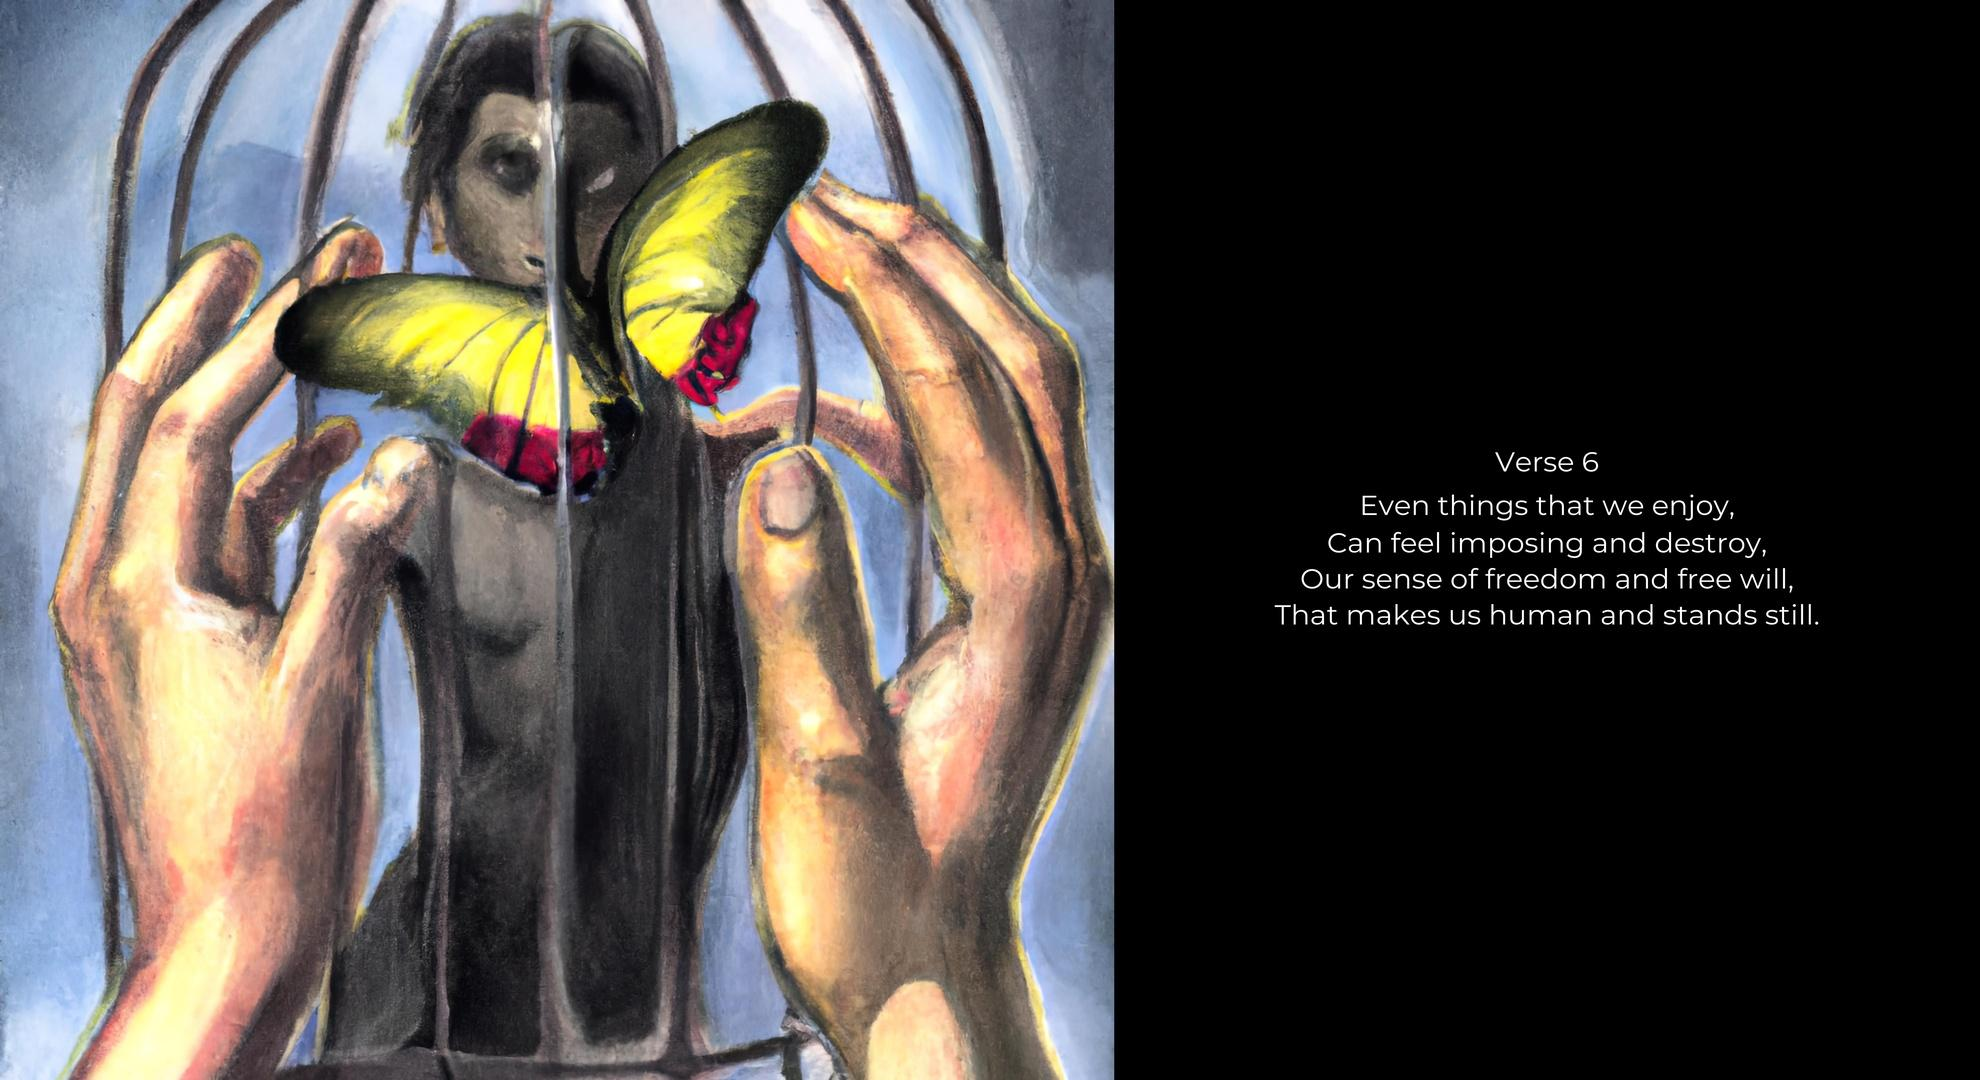 Verse 6
Even things that we enjoy,
Can feel imposing and destroy,
Our sense of freedom and free will,
That makes us human and stands still.